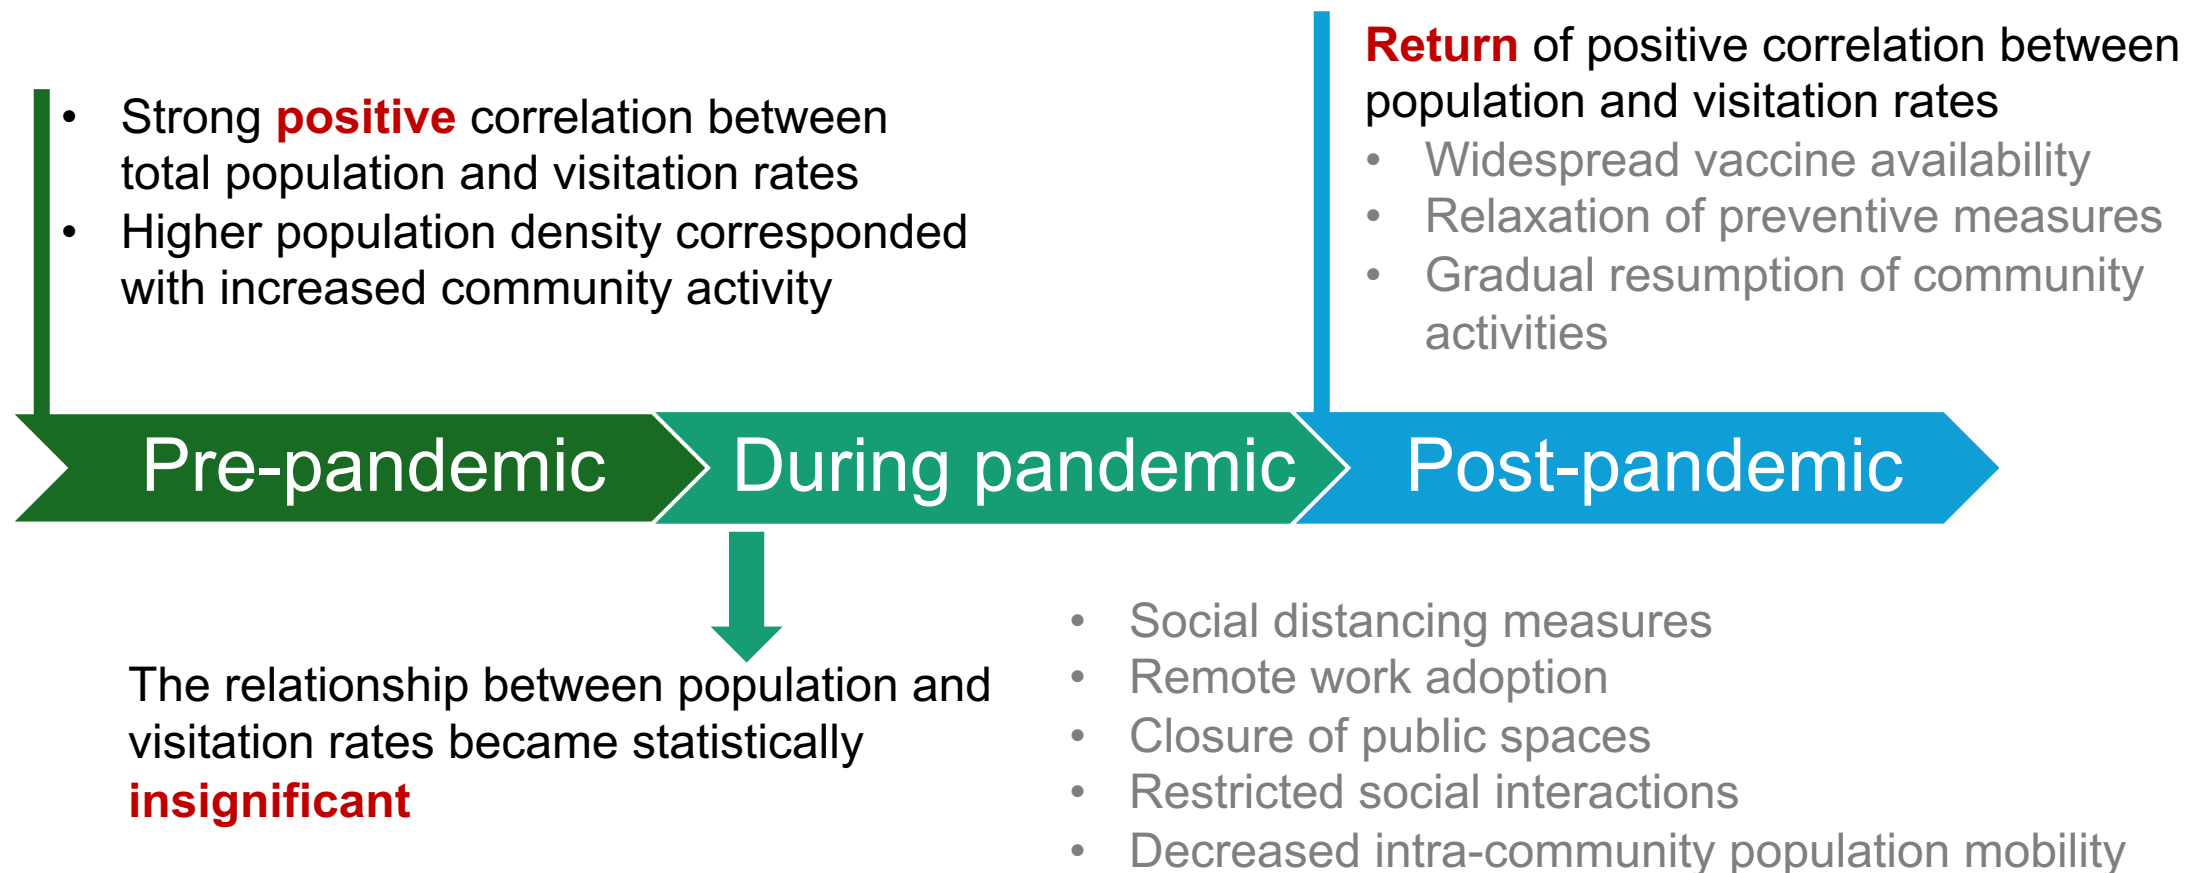 • Strong positive correlation between
total population and visitation rates
• Higher population density corresponded
with increased community activity
Return of positive correlation between
population and visitation rates
• Widespread vaccine availability
• Relaxation of preventive measures
• Gradual resumption of community
activities
Pre-pandemic
During pandemic
Post-pandemic
The relationship between population and
visitation rates became statistically
insignificant
• Social distancing measures
• Remote work adoption
• Closure of public spaces
• Restricted social interactions
• Decreased intra-community population mobility